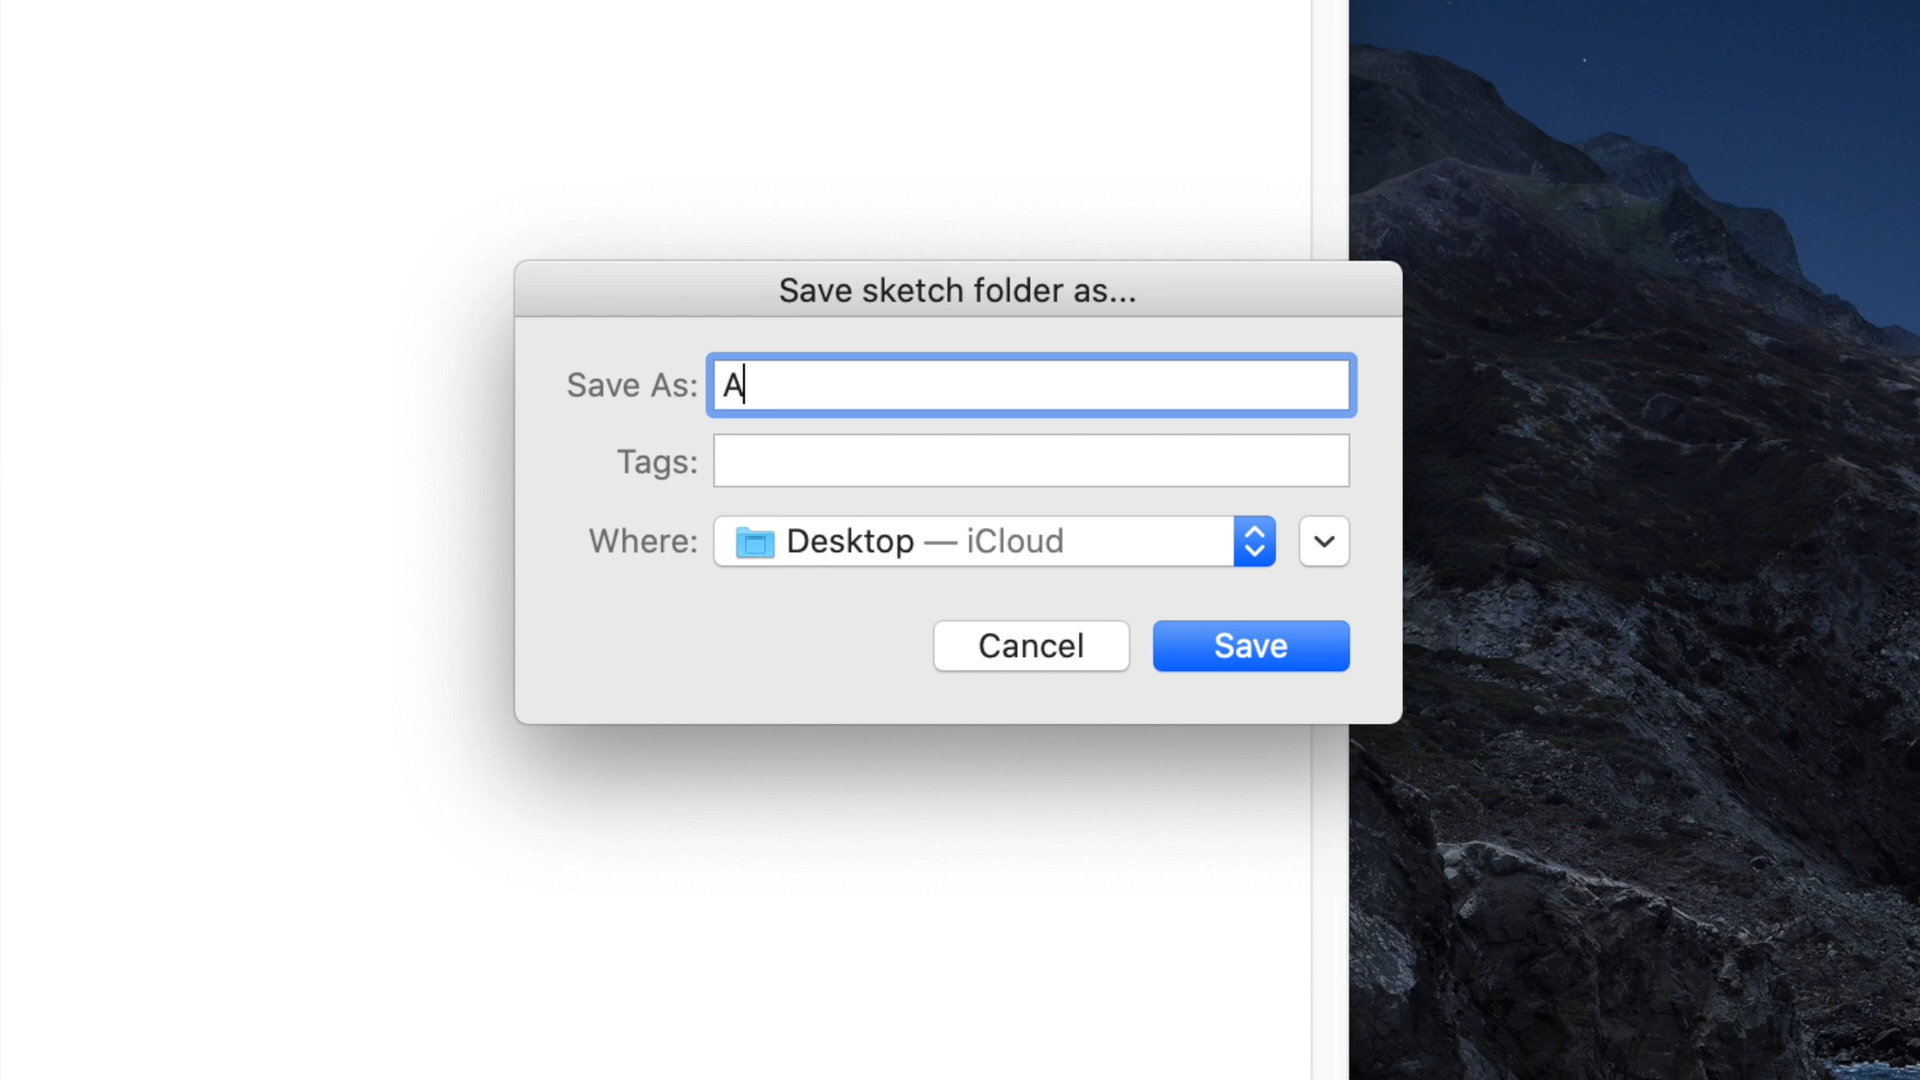 Save sketch folder as...
Save As: A
Tags:
Where: Desktop — iCloud
Cancel Save